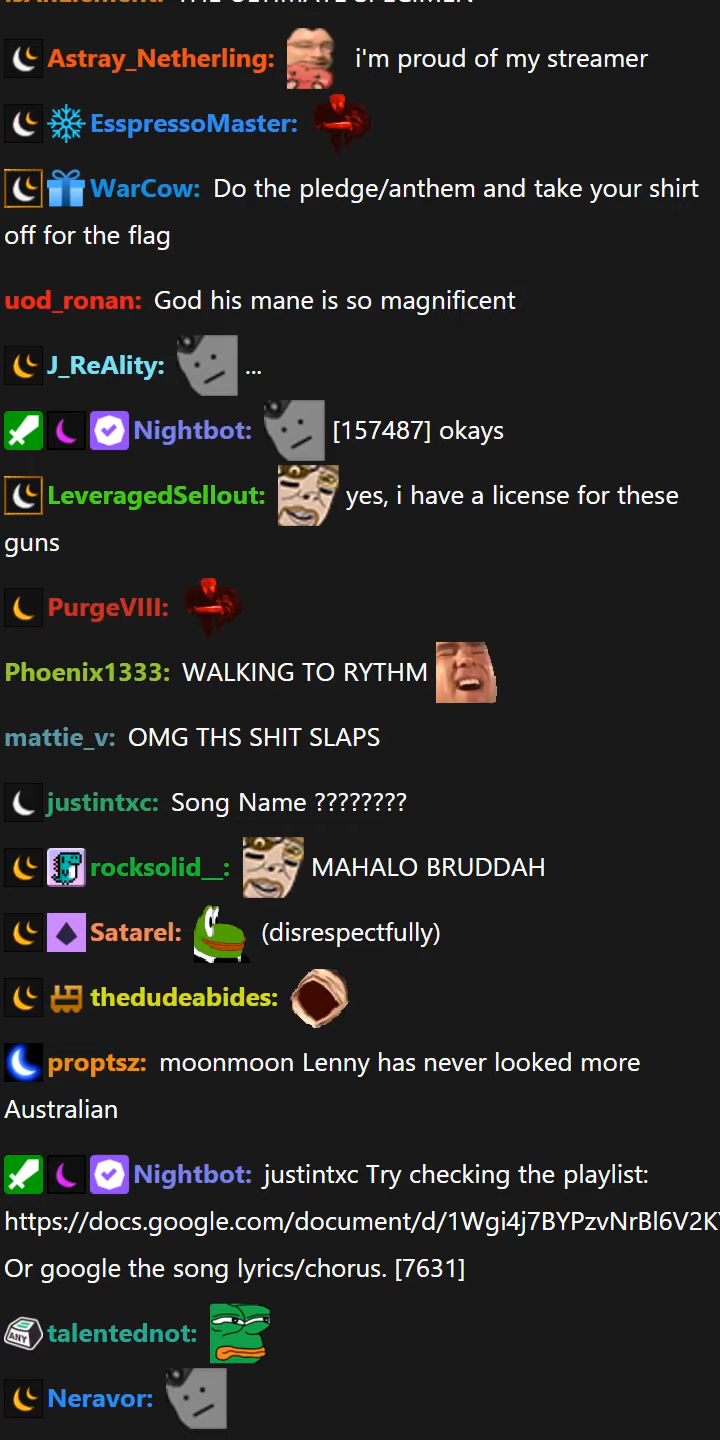 Astray_Netherling: i'm proud of my streamer
EsspressoMaster:
WarCow: Do the pledge/anthem and take your shirt
off for the flag
uod_ronan: God his mane is so magnificent
J_ReAlity: ...
Nightbot: [157487] okays
LeveragedSellout: yes, i have a license for these
guns
PurgeVIII:
Phoenix1333: WALKING TO RYTHM
mattie_v: OMG THS SHIT SLAPS
justintxc: Song Name ????????
rocksolid__: MAHALO BRUDDAH
Satarel: (disrespectfully)
thedudeabides:
proptsz: moonmoon Lenny has never looked more
Australian
Nightbot: justintxc Try checking the playlist:
https://docs.google.com/document/d/1Wgi4j7BYPzvNrBl6V2K
Or google the song lyrics/chorus. [7631]
ANY talentednot:
Neravor: